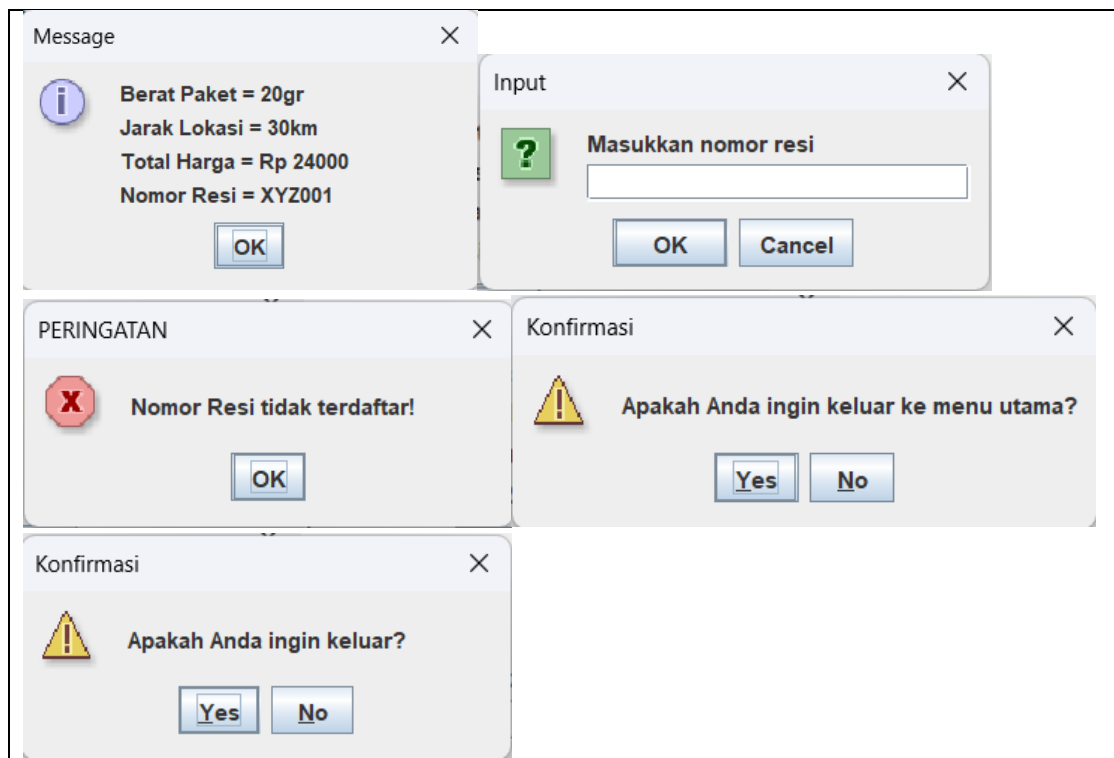 Message
Berat Paket = 20gr
Jarak Lokasi = 30km
Total Harga = Rp 24000
Nomor Resi = XYZ001
OK
Input
Masukkan nomor resi
OK Cancel
PERINGATAN
Nomor Resi tidak terdaftar!
OK
Konfirmasi
Apakah Anda ingin keluar ke menu utama?
Yes No
Konfirmasi
Apakah Anda ingin keluar?
Yes No